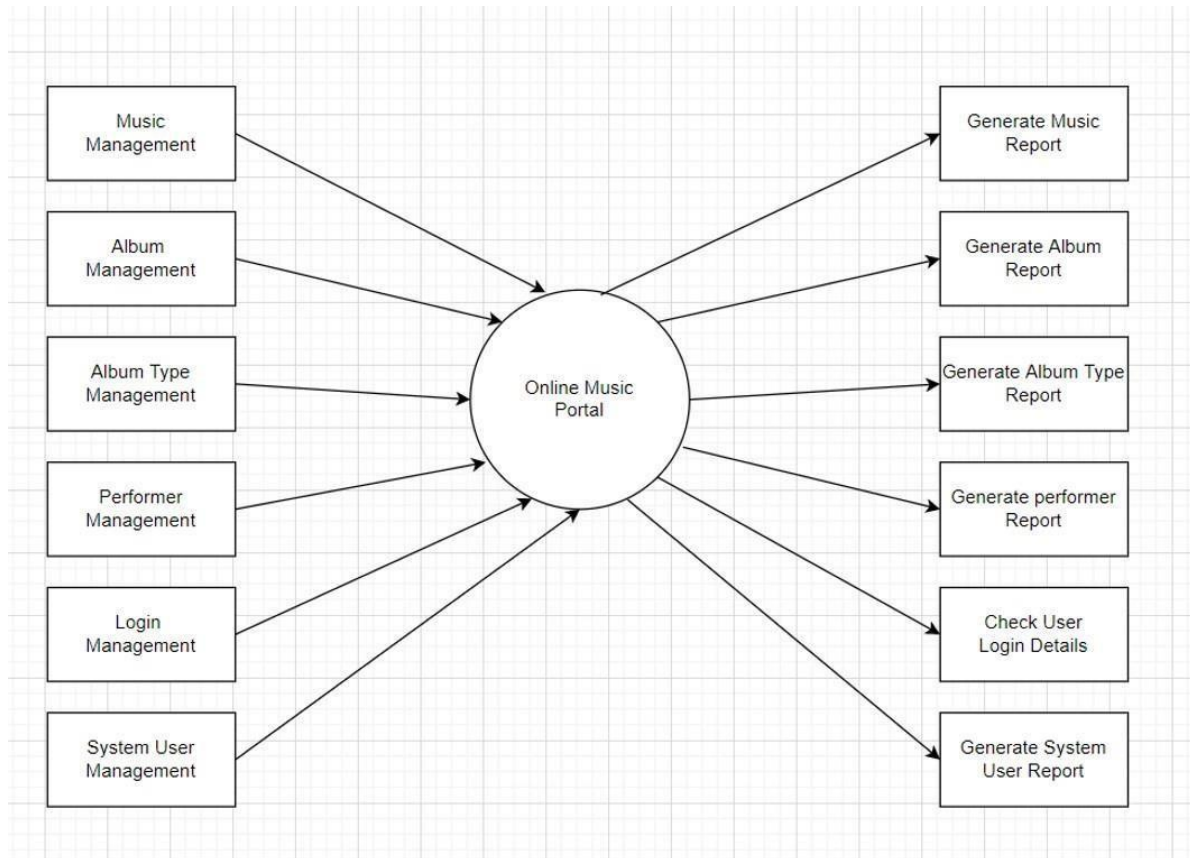 Music
Management
Album
Management
Album Type
Management
Performer
Management
Login
Management
System User
Management
Online Music
Portal
Generate Music
Report
Generate Album
Report
Generate Album Type
Report
Generate performer
Report
Check User
Login Details
Generate System
User Report